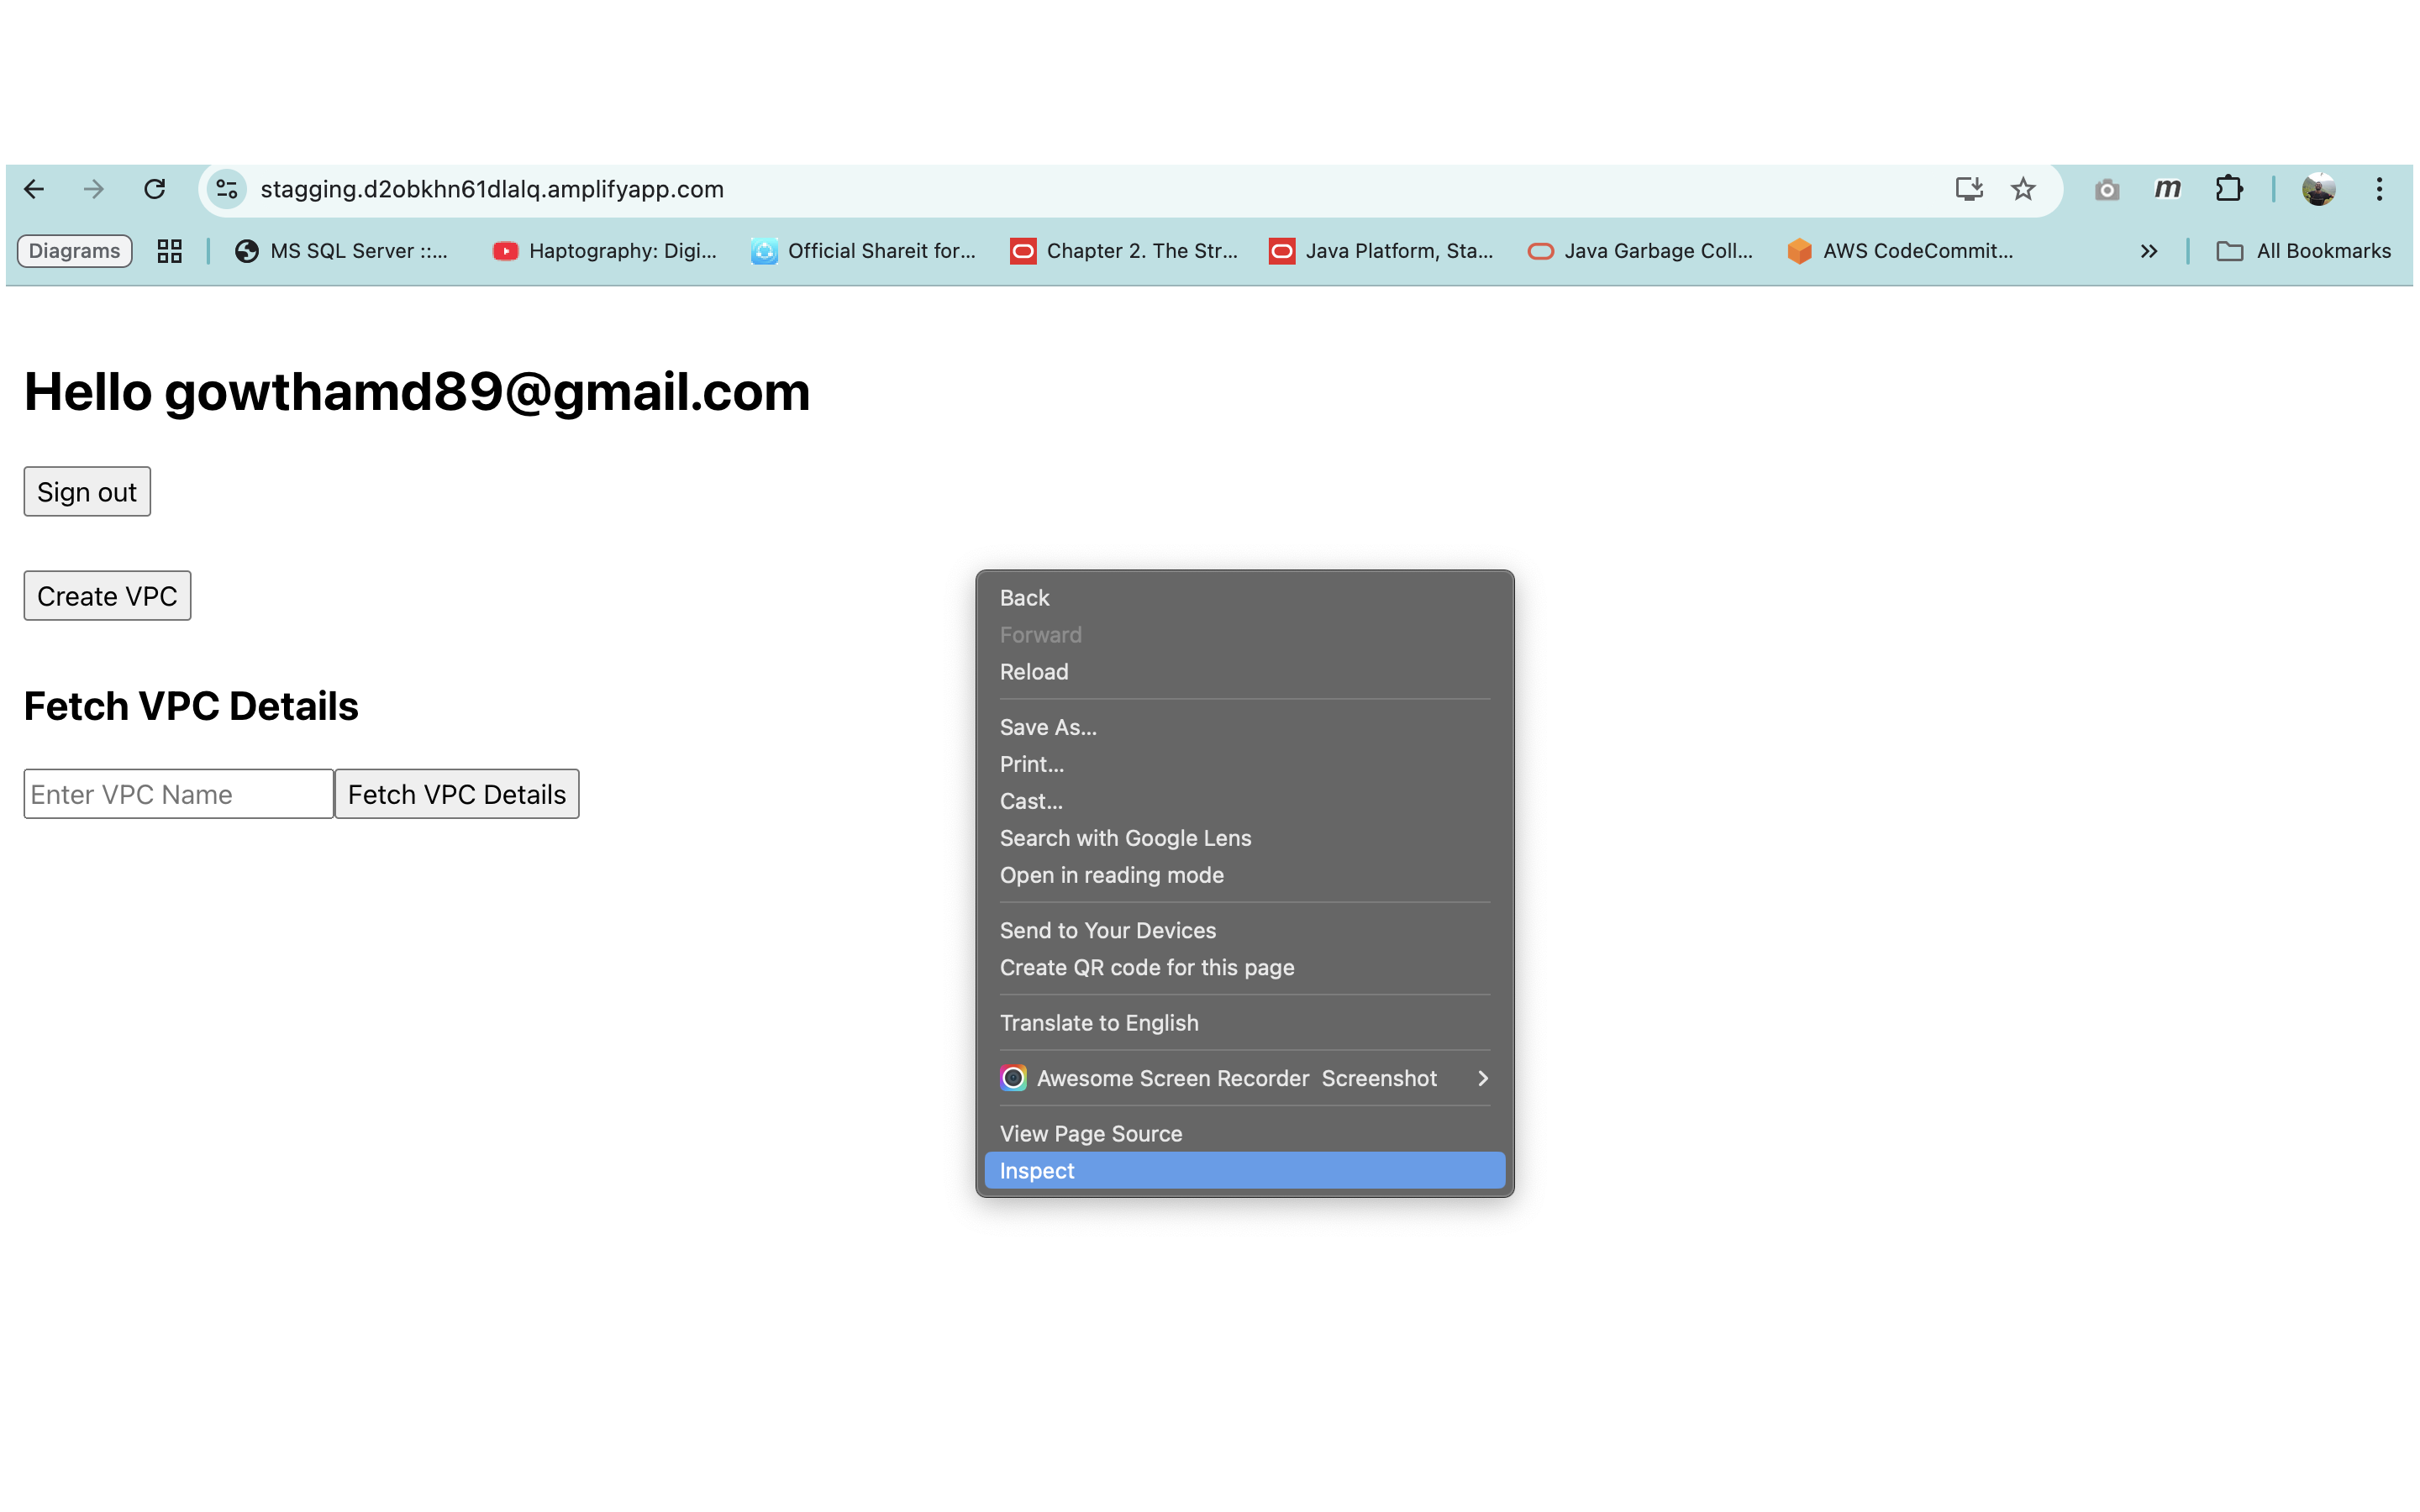 stagging.d2obkhn61dlalq.amplifyapp.com
Diagrams MS SQL Server ::... Haptography: Digi... Official Shareit for... Chapter 2. The Str... Java Platform, Sta... Java Garbage Coll... AWS CodeCommit... All Bookmarks
Hello gowthamd89@gmail.com
Sign out
Create VPC
Fetch VPC Details
Enter VPC Name Fetch VPC Details
Back
Forward
Reload
Save As...
Print...
Cast...
Search with Google Lens
Open in reading mode
Send to Your Devices
Create QR code for this page
Translate to English
Awesome Screen Recorder Screenshot
View Page Source
Inspect